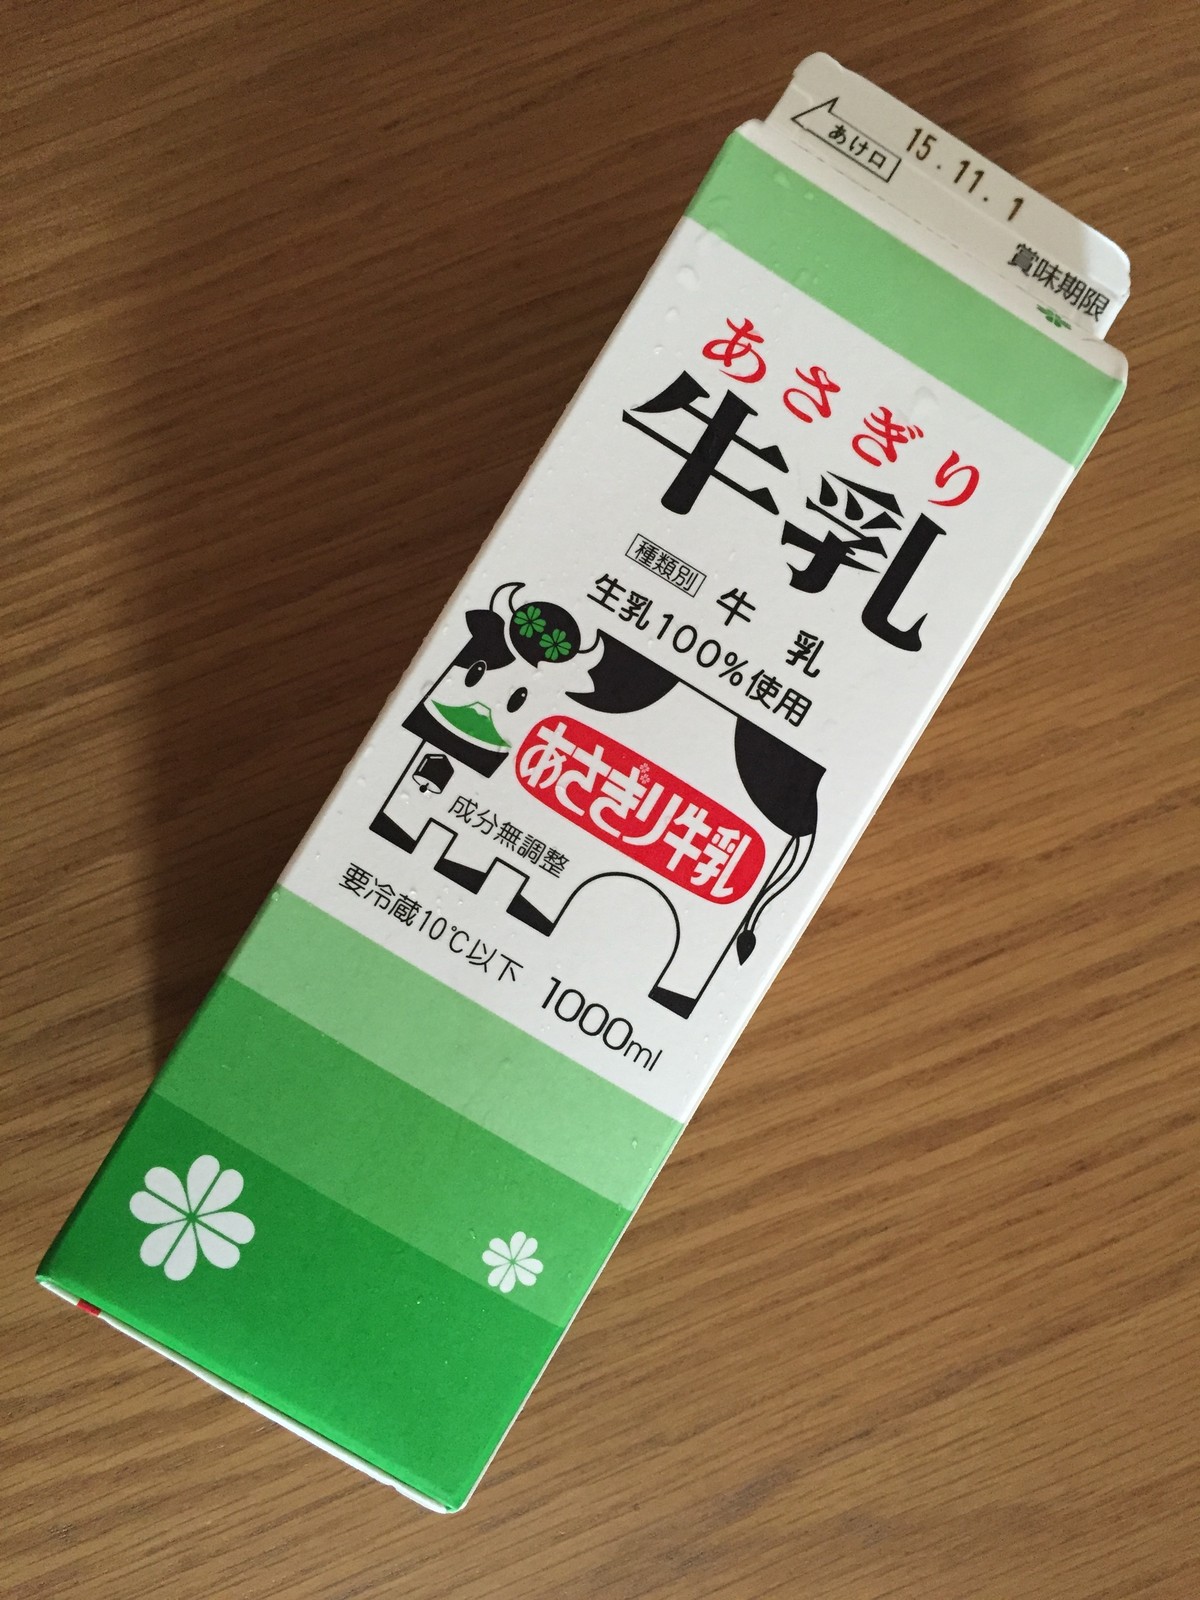 あけ口
15.11.1
賞味期限
あさぎり
牛乳
種類別 牛乳
生乳100%使用
あさぎり牛乳
成分無調整
要冷蔵10℃以下
1000ml